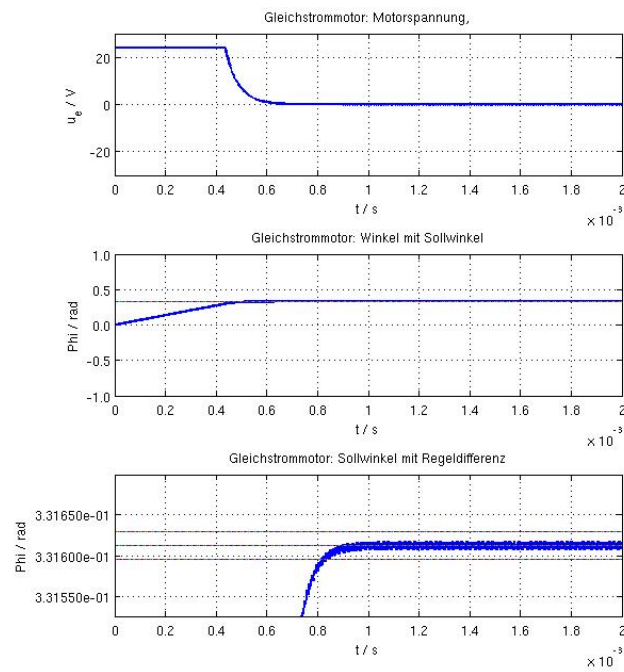 Gleichstrommotor: Motorspannung,
20
0
-20
u_e / V
0 0.2 0.4 0.6 0.8 1 1.2 1.4 1.6 1.8 2
t / s
x 10^-3
Gleichstrommotor: Winkel mit Sollwinkel
1.0
0.5
0.0
-0.5
-1.0
Phi / rad
0 0.2 0.4 0.6 0.8 1 1.2 1.4 1.6 1.8 2
t / s
x 10^-3
Gleichstrommotor: Sollwinkel mit Regeldifferenz
3.31650e-01
3.31600e-01
3.31550e-01
Phi / rad
0 0.2 0.4 0.6 0.8 1 1.2 1.4 1.6 1.8 2
t / s
x 10^-3